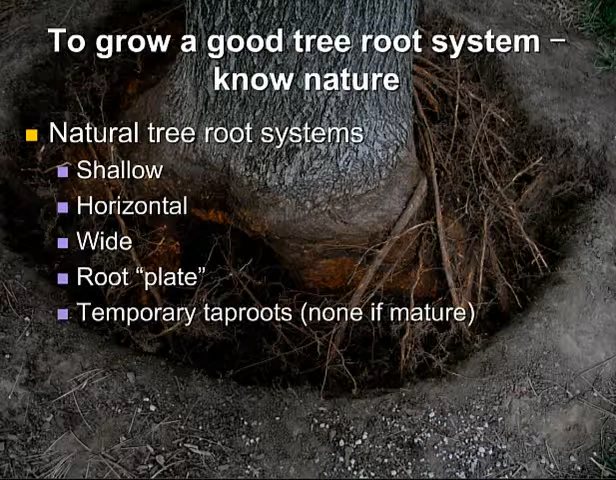 To grow a good tree root system –
know nature
Natural tree root systems
Shallow
Horizontal
Wide
Root “plate”
Temporary taproots (none if mature)